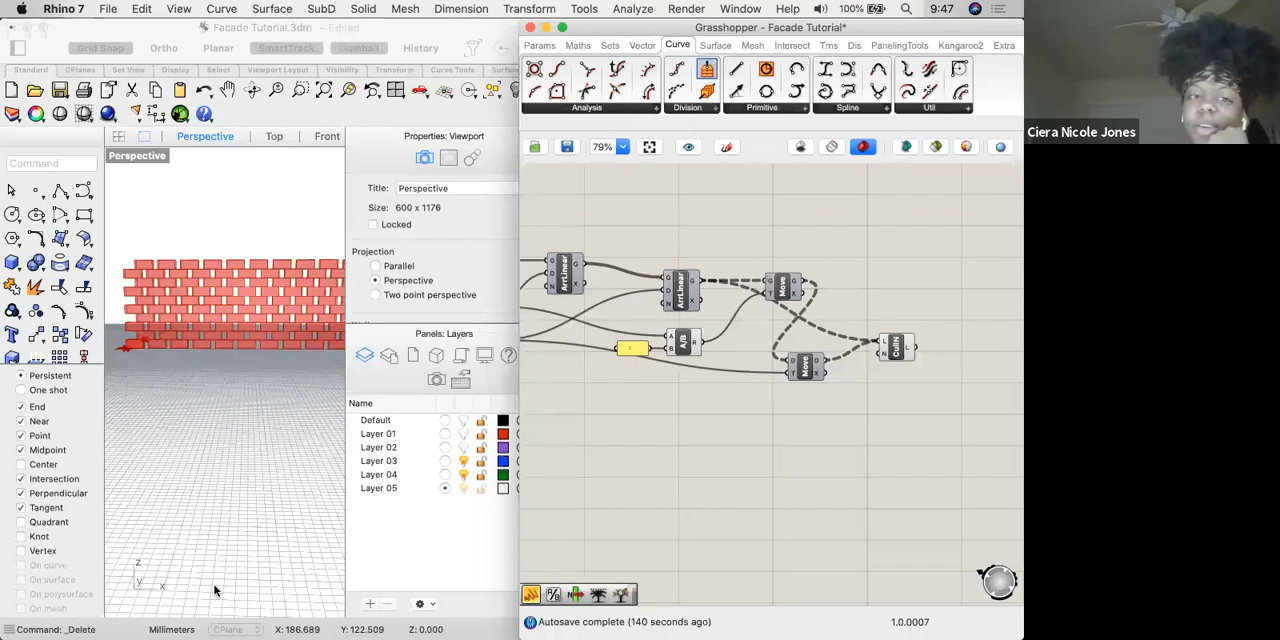 Rhino 7 File Edit View Curve Surface SubD Solid Mesh Dimension Transform Tools Analyze Render Window Help 100% 9:47
Facade Tutorial.3dm — Edited
Grid Snap Ortho Planar SmartTrack Gumball History
Standard CPlanes Set View Display Select Viewport Layout Visibility Transform Curve Tools Surfac
Perspective Top Front
Perspective
Command
Persistent
One shot
End
Near
Point
Midpoint
Center
Intersection
Perpendicular
Tangent
Quadrant
Knot
Vertex
On curve
On surface
On polysurface
On mesh
z
y x
Properties: Viewport
Title: Perspective
Size: 600 x 1176
Locked
Projection
Parallel
Perspective
Two point perspective
Panels: Layers
Name
Default
Layer 01
Layer 02
Layer 03
Layer 04
Layer 05
Command: _Delete Millimeters CPlane X: 186.689 Y: 122.509 Z: 0.000
Grasshopper - Facade Tutorial*
Params Maths Sets Vector Curve Surface Mesh Intersect Trns Dis PanelingTools Kangaroo2 Extra
Analysis Division Primitive Spline Util
79%
G D N ArrLinear G X
G D N ArrLinear G X
G T Move G X
A B A/B R
2
G T Move G X
L N CullN L
Autosave complete (140 seconds ago) 1.0.0007
Ciera Nicole Jones